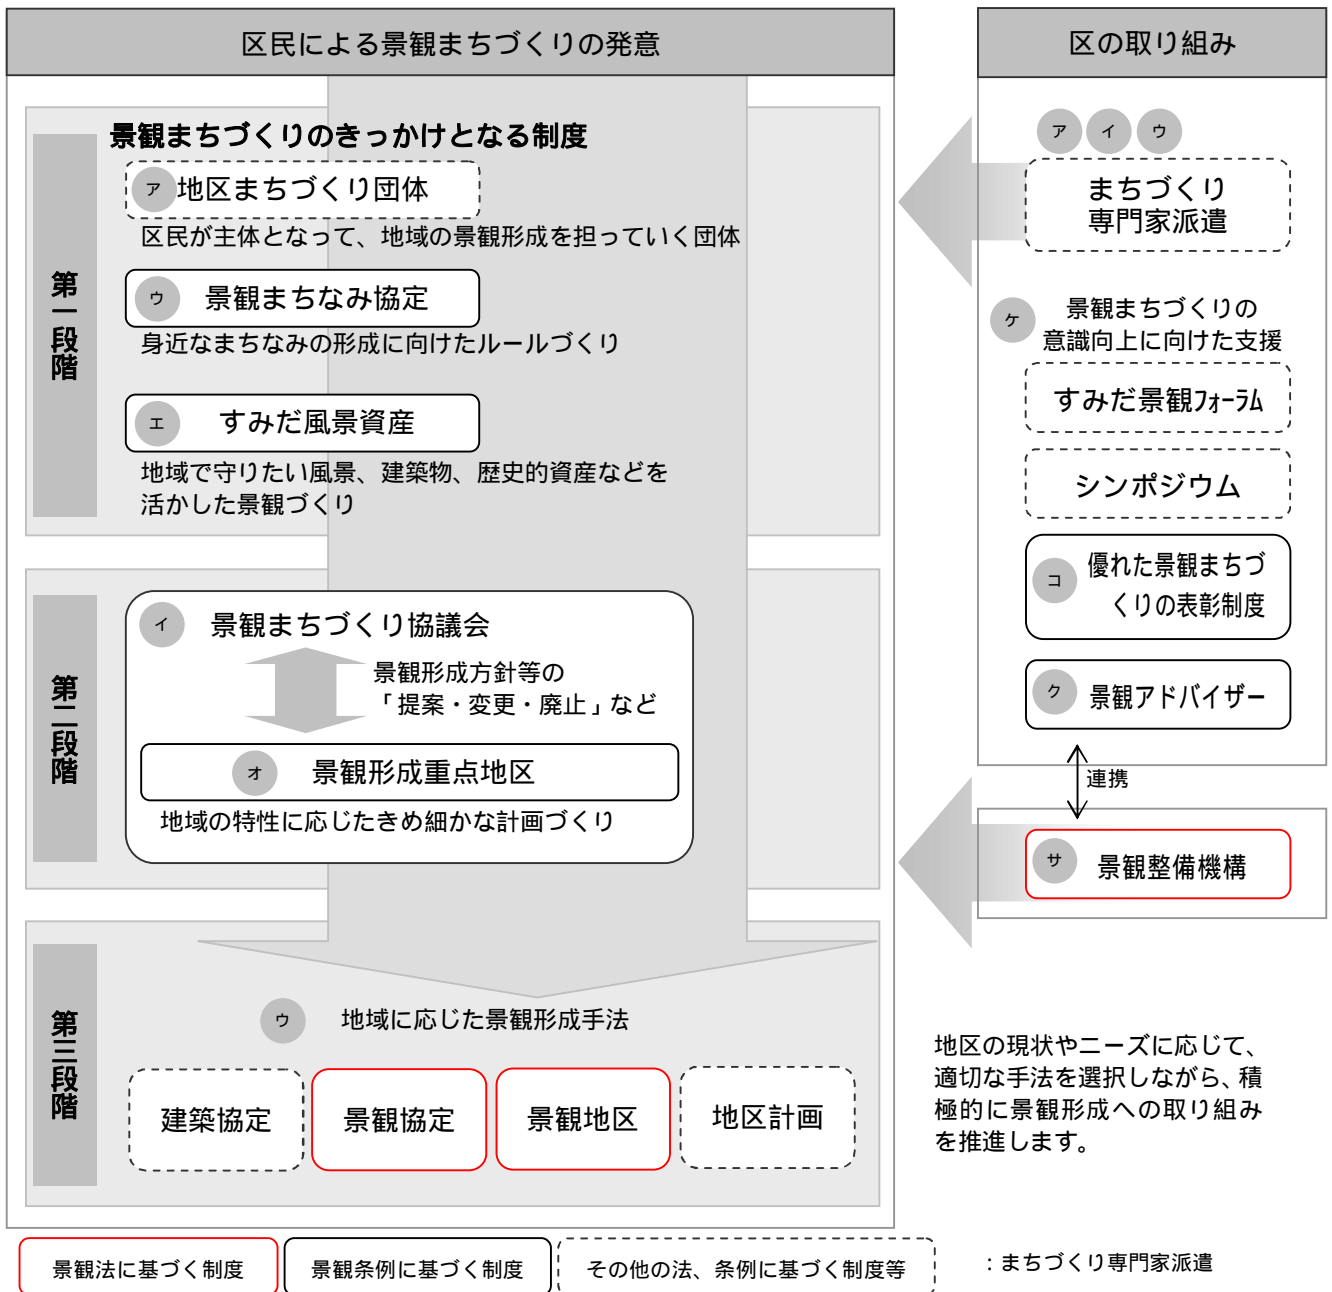 区民による景観まちづくりの発意
景観まちづくりのきっかけとなる制度
第一段階
ア 地区まちづくり団体
区民が主体となって、地域の景観形成を担っていく団体
ウ 景観まちなみ協定
身近なまちなみの形成に向けたルールづくり
エ すみだ風景資産
地域で守りたい風景、建築物、歴史的資産などを
活かした景観づくり
第二段階
イ 景観まちづくり協議会
景観形成方針等の
「提案・変更・廃止」など
オ 景観形成重点地区
地域の特性に応じたきめ細かな計画づくり
第三段階
ウ 地域に応じた景観形成手法
建築協定
景観協定
景観地区
地区計画
区の取り組み
ア イ ウ
まちづくり
専門家派遣
ケ 景観まちづくりの
意識向上に向けた支援
すみだ景観フォーラム
シンポジウム
コ 優れた景観まちづ
くりの表彰制度
ク 景観アドバイザー
連携
サ 景観整備機構
地区の現状やニーズに応じて、
適切な手法を選択しながら、積
極的に景観形成への取り組み
を推進します。
景観法に基づく制度
景観条例に基づく制度
その他の法、条例に基づく制度等
：まちづくり専門家派遣